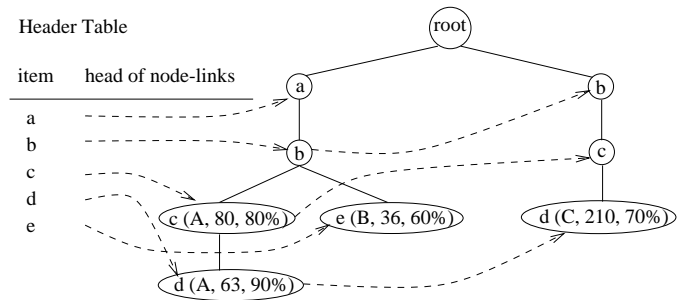 Header Table
root
item head of node-links
a
b
a
b
b
c
c
d
e
c (A, 80, 80%)
e (B, 36, 60%)
d (C, 210, 70%)
d (A, 63, 90%)